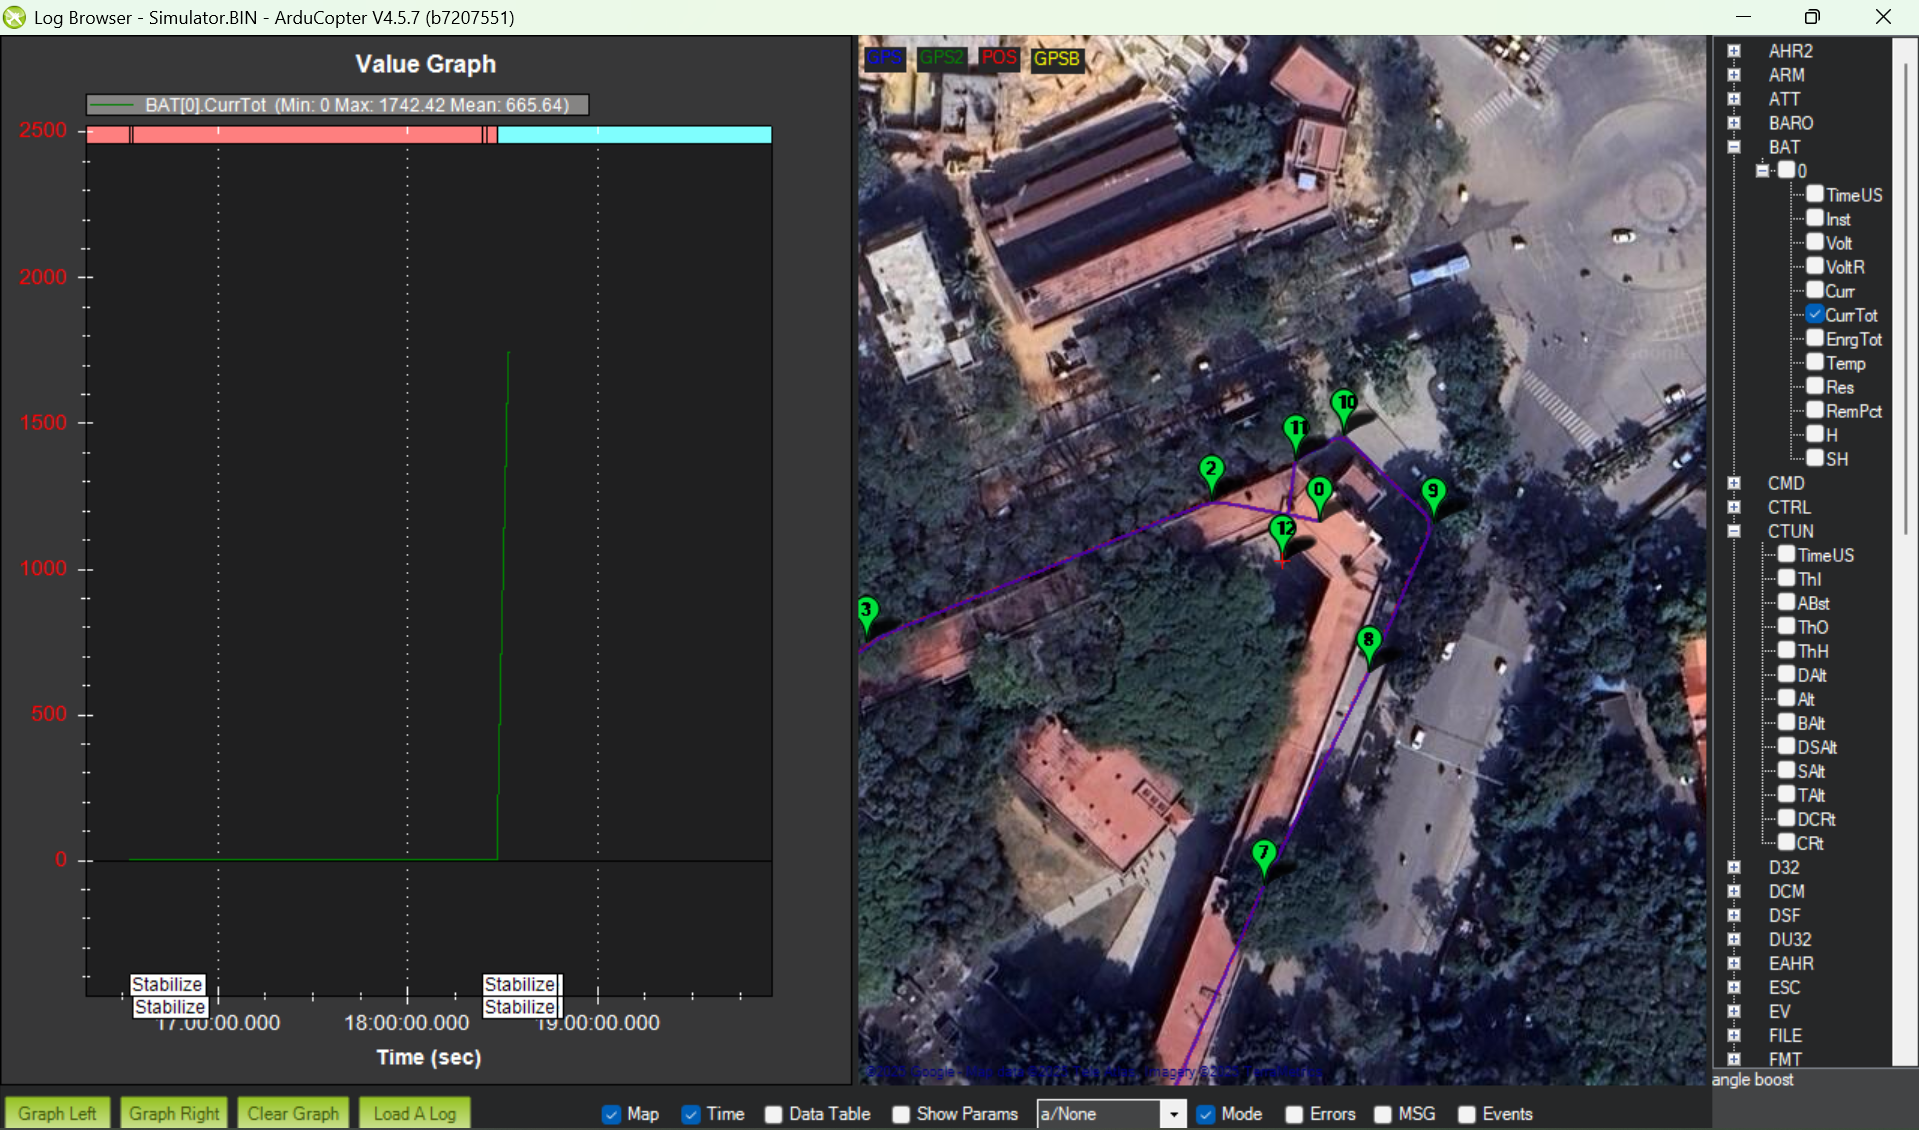 Log Browser - Simulator.BIN - ArduCopter V4.5.7 (b7207551)
Value Graph
BAT[0].CurrTot (Min: 0 Max: 1742.42 Mean: 665.64)
2500
2000
1500
1000
500
0
Stabilize
Stabilize
Stabilize
Stabilize
17:00:00.000
18:00:00.000
19:00:00.000
Time (sec)
GPS
GPS2
POS
GPSB
10
11
2
0
9
12
3
8
7
AHR2
ARM
ATT
BARO
BAT
0
TimeUS
Inst
Volt
VoltR
Curr
CurrTot
EnrgTot
Temp
Res
RemPct
H
SH
CMD
CTRL
CTUN
TimeUS
ThI
ABst
ThO
ThH
DAlt
Alt
BAlt
DSAlt
SAlt
TAlt
DCRt
CRt
D32
DCM
DSF
DU32
EAHR
ESC
EV
FILE
FMT
angle boost
Graph Left
Graph Right
Clear Graph
Load A Log
Map
Time
Data Table
Show Params
a/None
Mode
Errors
MSG
Events